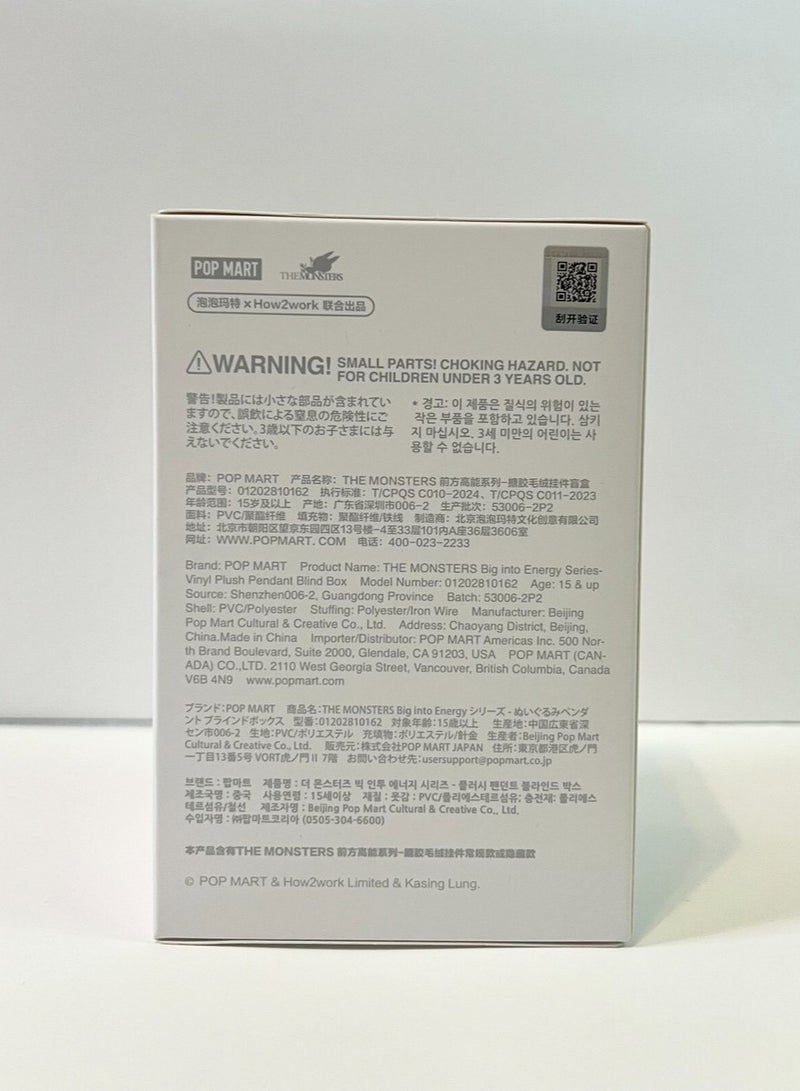 POP MART
THE MONSTERS
泡泡玛特 × How2work 联合出品
刮开验证
WARNING! SMALL PARTS! CHOKING HAZARD. NOT
FOR CHILDREN UNDER 3 YEARS OLD.
警告!製品には小さな部品が含まれてい
ますので、誤飲による窒息の危険性にご
注意ください。3歳以下のお子さまには与
えないでください。
* 경고: 이 제품은 질식의 위험이 있는
작은 부품을 포함하고 있습니다. 삼키
지 마십시오. 3세 미만의 어린이는 사
용할 수 없습니다.
品牌: POP MART 产品名称: THE MONSTERS 前方高能系列-搪胶毛绒挂件盲盒
产品型号: 01202810162 执行标准: T/CPQS C010-2024、T/CPQS C011-2023
年龄范围: 15岁及以上 产地: 广东省深圳市006-2 生产批次: 53006-2P2
面料: PVC/聚酯纤维 填充物: 聚酯纤维/铁线 制造商: 北京泡泡玛特文化创意有限公司
地址: 北京市朝阳区望京东园四区13号楼-4至33层101内A座36层3606室
网址: WWW.POPMART. COM 电话: 400-023-2233
Brand: POP MART Product Name: THE MONSTERS Big into Energy Series-
Vinyl Plush Pendant Blind Box Model Number: 01202810162 Age: 15 & up
Source: Shenzhen006-2, Guangdong Province Batch: 53006-2P2
Shell: PVC/Polyester Stuffing: Polyester/Iron Wire Manufacturer: Beijing
Pop Mart Cultural & Creative Co., Ltd. Address: Chaoyang District, Beijing,
China.Made in China Importer/Distributor: POP MART Americas Inc. 500 Nor-
th Brand Boulevard, Suite 2000, Glendale, CA 91203, USA POP MART (CAN-
ADA) CO.,LTD. 2110 West Georgia Street, Vancouver, British Columbia, Canada
V6B 4N9 www.popmart.com
ブランド:POP MART 商品名:THE MONSTERS Big into Energy シリーズ - ぬいぐるみペンダ
ント ブラインドボックス 型番:01202810162 対象年齢:15歳以上 生産地:中国広東省深
セン市006-2 生地:PVC/ポリエステル 充填物:ポリエステル/針金 生産者:Beijing Pop Mart
Cultural & Creative Co., Ltd. 販売元:株式会社POP MART JAPAN 住所:東京都港区虎ノ門
一丁目13番5号 VORT虎ノ門II 7階 お問い合わせ先:usersupport@popmart.co.jp
브랜드 : 팝마트 제품명 : 더 몬스터즈 빅 인투 에너지 시리즈 - 플러시 팬던트 블라인드 박스
제조국명 : 중국 사용연령 : 15세이상 재질 : 옷감 : PVC/폴리에스테르섬유; 충전재: 폴리에스
테르섬유/철선 제조자명 : Beijing Pop Mart Cultural & Creative Co., Ltd.
수입자명 : ㈜팝마트코리아 (0505-304-6600)
本产品含有THE MONSTERS 前方高能系列-搪胶毛绒挂件常规款或隐藏款
© POP MART & How2work Limited & Kasing Lung.